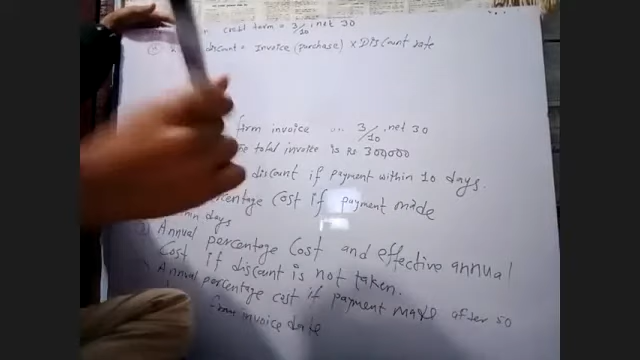 credit term = 3/10, net 30
discount = Invoice (purchase) × Discount rate
firm invoice ... 3/10, net 30
total invoice is Rs 300000
discount if payment within 10 days.
cost if payment made
days
Annual percentage Cost and effective annual
Cost if discount is not taken.
Annual percentage cost if payment made after 50
from invoice date